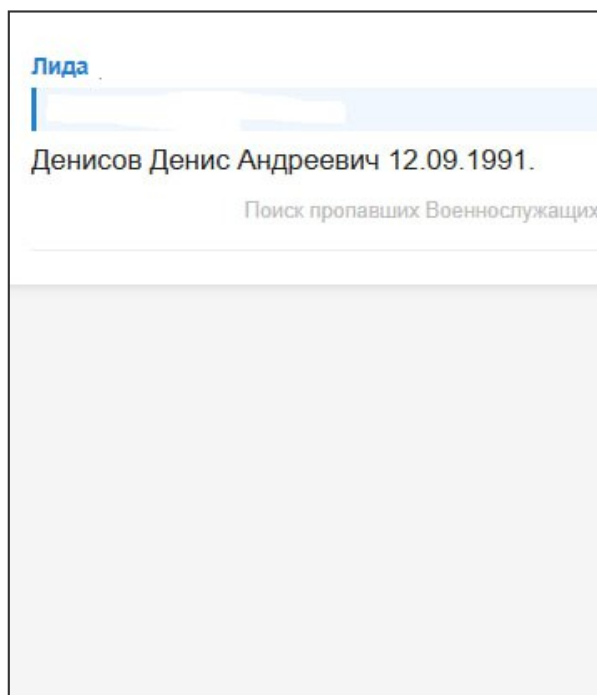 Лида
Денисов Денис Андреевич 12.09.1991.
Поиск пропавших Военнослужащих